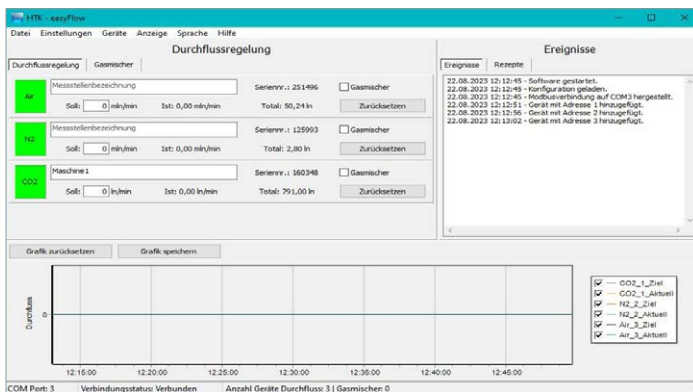 HTK - easyFlow
Datei Einstellungen Geräte Anzeige Sprache Hilfe
Durchflussregelung
Durchflussregelung Gasmischer
Air
Messstellenbezeichnung
Seriennr.: 251496
Gasmischer
Soll: 0 mln/min
Ist: 0,00 mln/min
Total: 50,24 ln
Zurücksetzen
N2
Messstellenbezeichnung
Seriennr.: 125993
Gasmischer
Soll: 0 mln/min
Ist: 0,00 mln/min
Total: 2,80 ln
Zurücksetzen
CO2
Maschine1
Seriennr.: 160348
Gasmischer
Soll: 0 ln/min
Ist: 0,00 ln/min
Total: 791,00 ln
Zurücksetzen
Ereignisse
Ereignisse Rezepte
22.08.2023 12:12:45 - Software gestartet.
22.08.2023 12:12:45 - Konfiguration geladen.
22.08.2023 12:12:45 - Modbusverbindung auf COM3 hergestellt.
22.08.2023 12:12:51 - Gerät mit Adresse 1 hinzugefügt.
22.08.2023 12:12:56 - Gerät mit Adresse 2 hinzugefügt.
22.08.2023 12:13:02 - Gerät mit Adresse 3 hinzugefügt.
Grafik zurücksetzen
Grafik speichern
Durchfluss
0
12:15:00 12:20:00 12:25:00 12:30:00 12:35:00 12:40:00 12:45:00
CO2_1_Ziel
CO2_1_Aktuell
N2_2_Ziel
N2_2_Aktuell
Air_3_Ziel
Air_3_Aktuell
COM Port: 3 Verbindungsstatus: Verbunden Anzahl Geräte Durchfluss: 3 | Gasmischer: 0